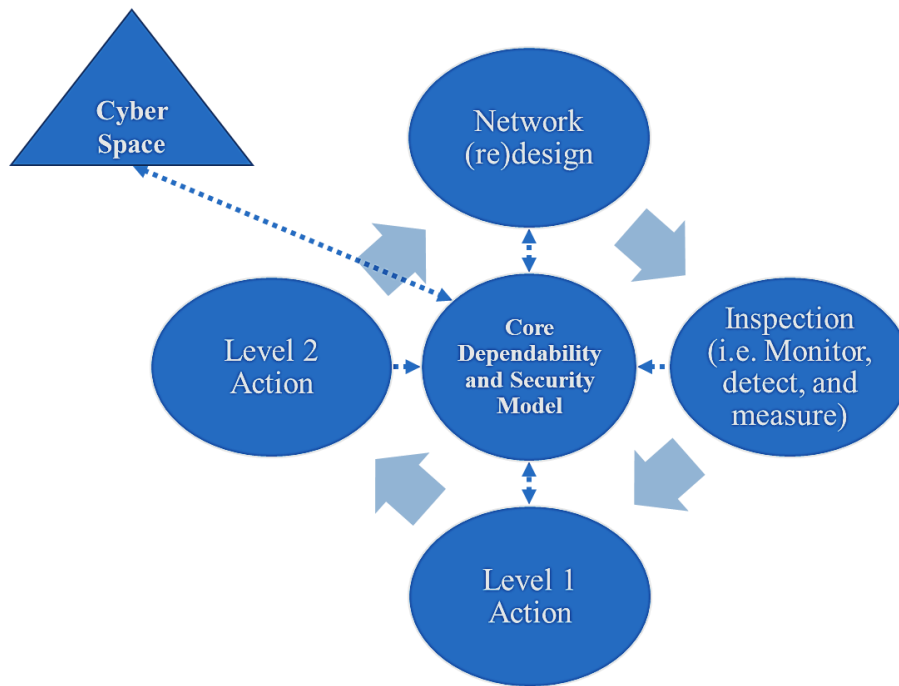 Cyber
Space
Network
(re)design
Level 2
Action
Core
Dependability
and Security
Model
Inspection
(i.e. Monitor,
detect, and
measure)
Level 1
Action